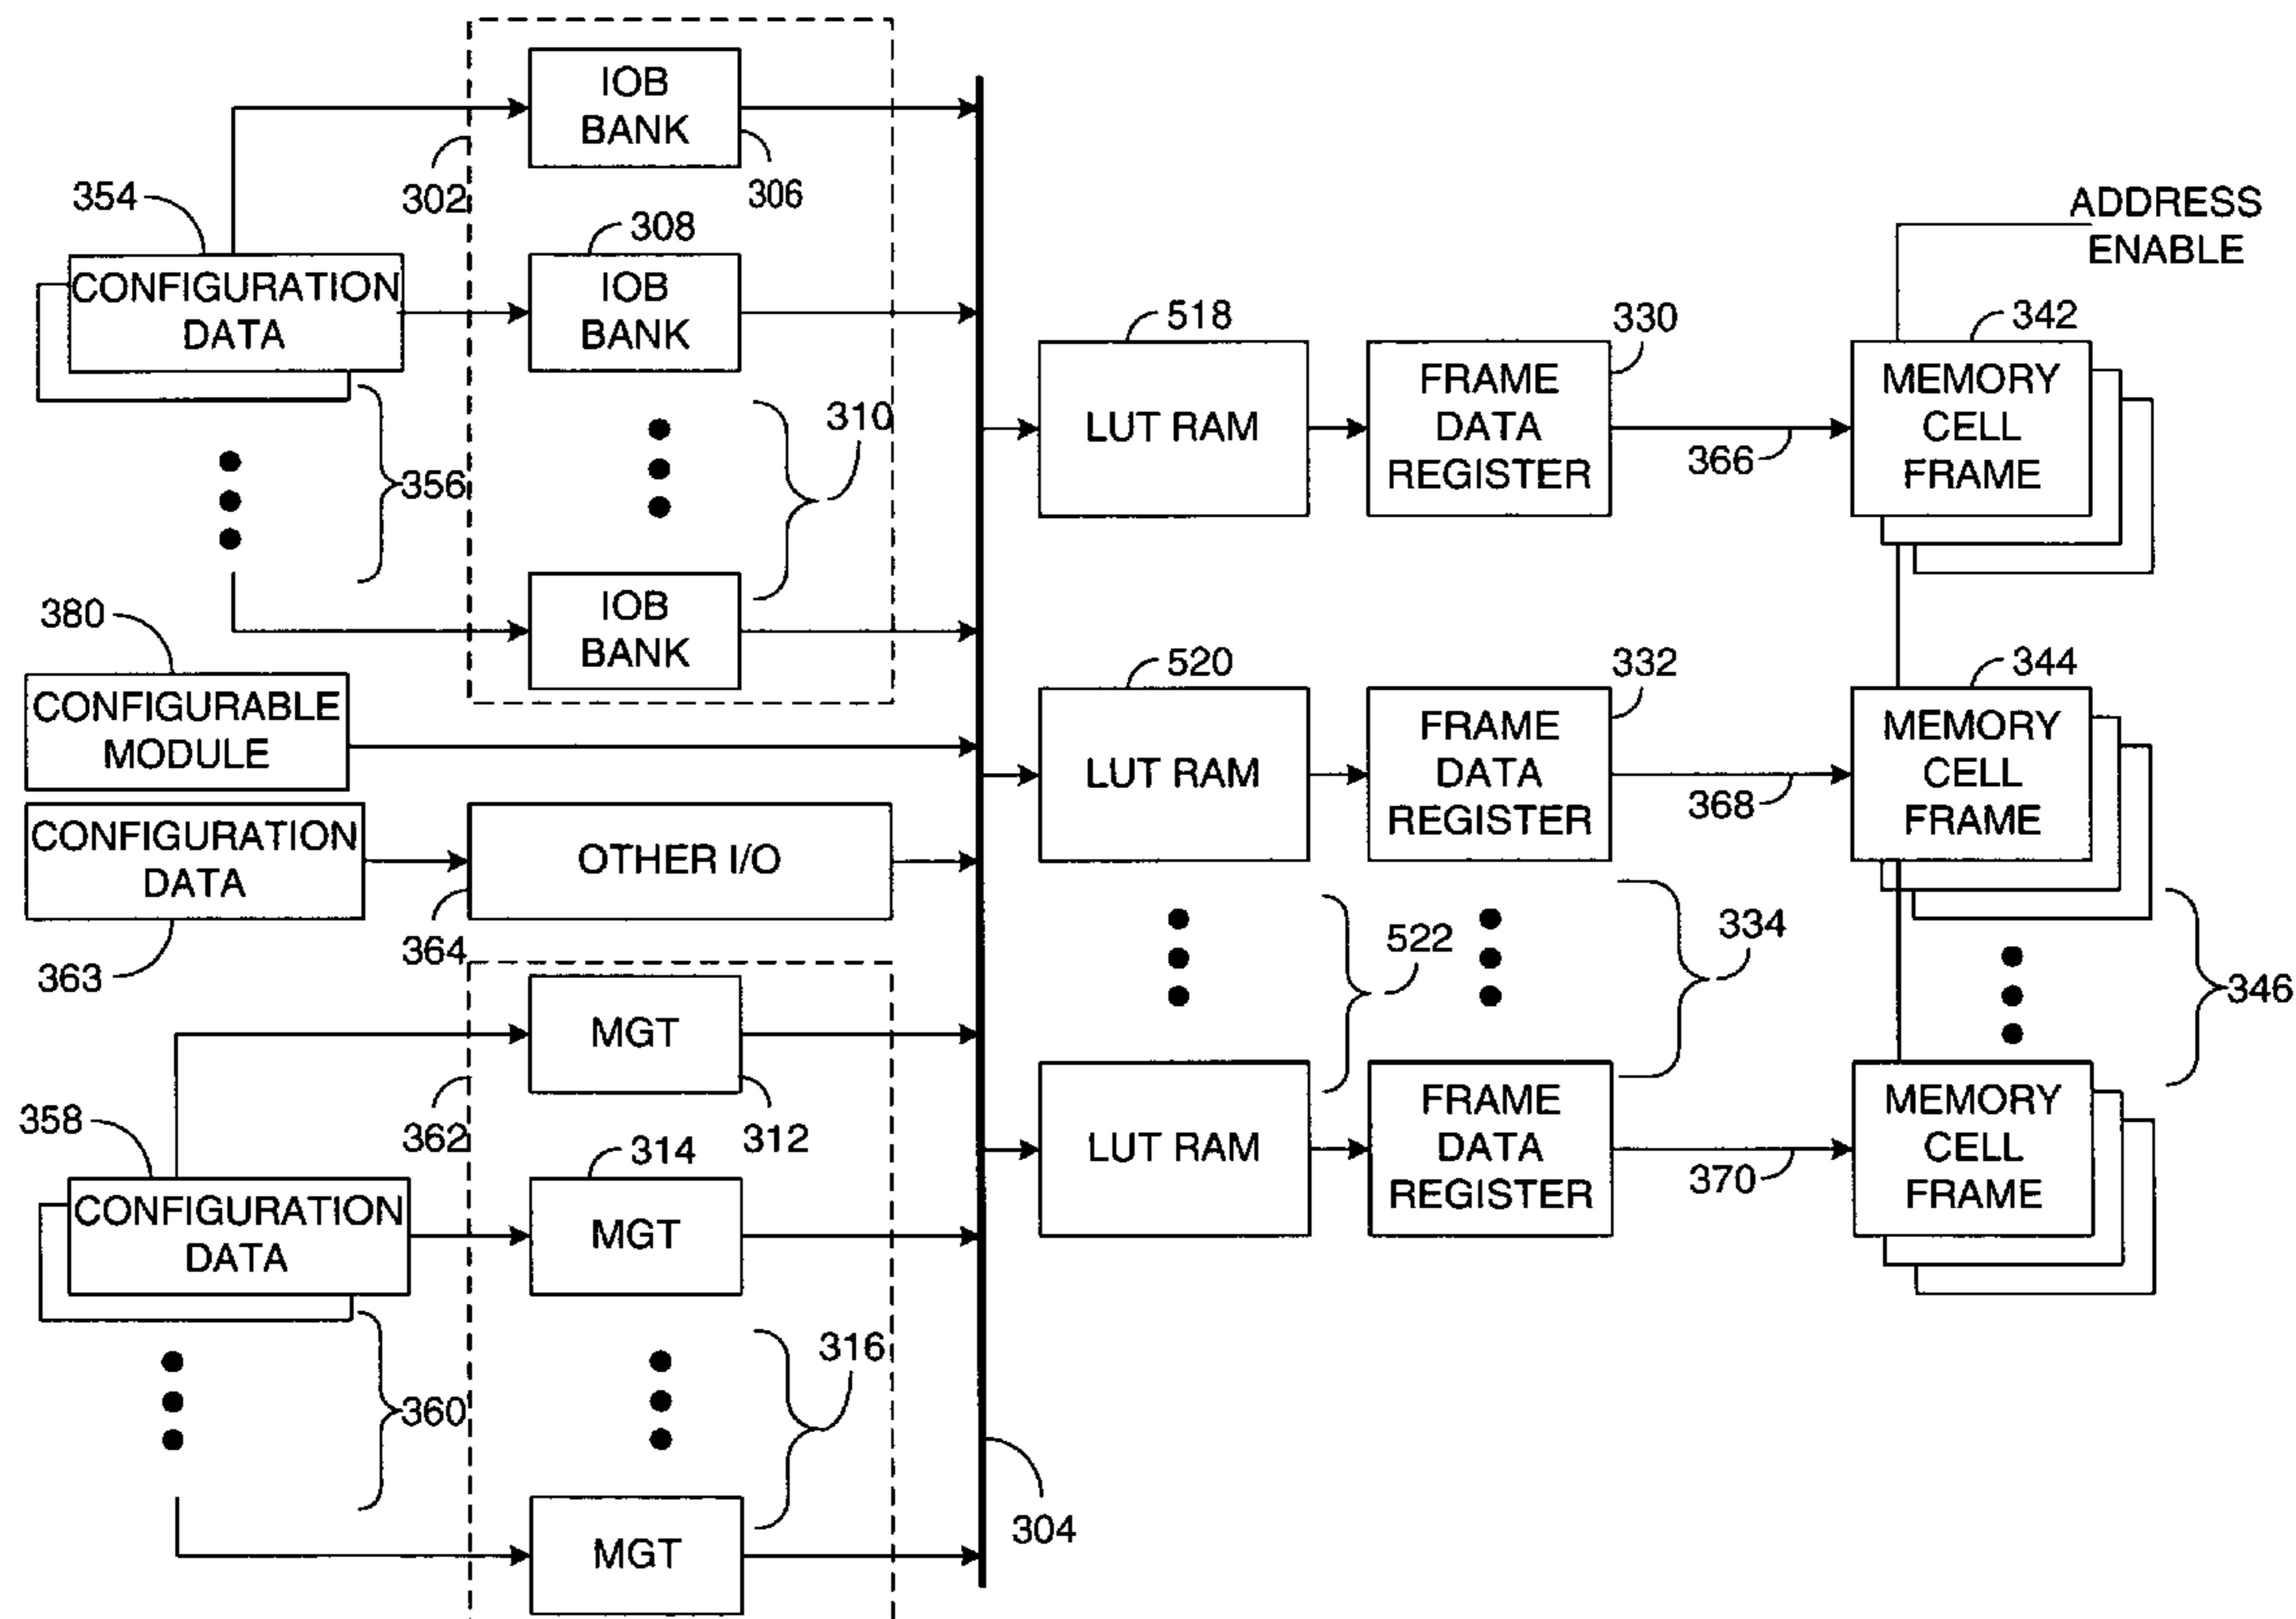 IOB
BANK
302
306
354
308
CONFIGURATION
DATA
IOB
BANK
310
356
IOB
BANK
380
CONFIGURABLE
MODULE
CONFIGURATION
DATA
OTHER I/O
363
364
MGT
362
312
358
314
CONFIGURATION
DATA
MGT
316
360
MGT
304
ADDRESS
ENABLE
518
330
342
LUT RAM
FRAME
DATA
REGISTER
366
MEMORY
CELL
FRAME
520
332
344
LUT RAM
FRAME
DATA
REGISTER
368
MEMORY
CELL
FRAME
522
334
346
LUT RAM
FRAME
DATA
REGISTER
370
MEMORY
CELL
FRAME